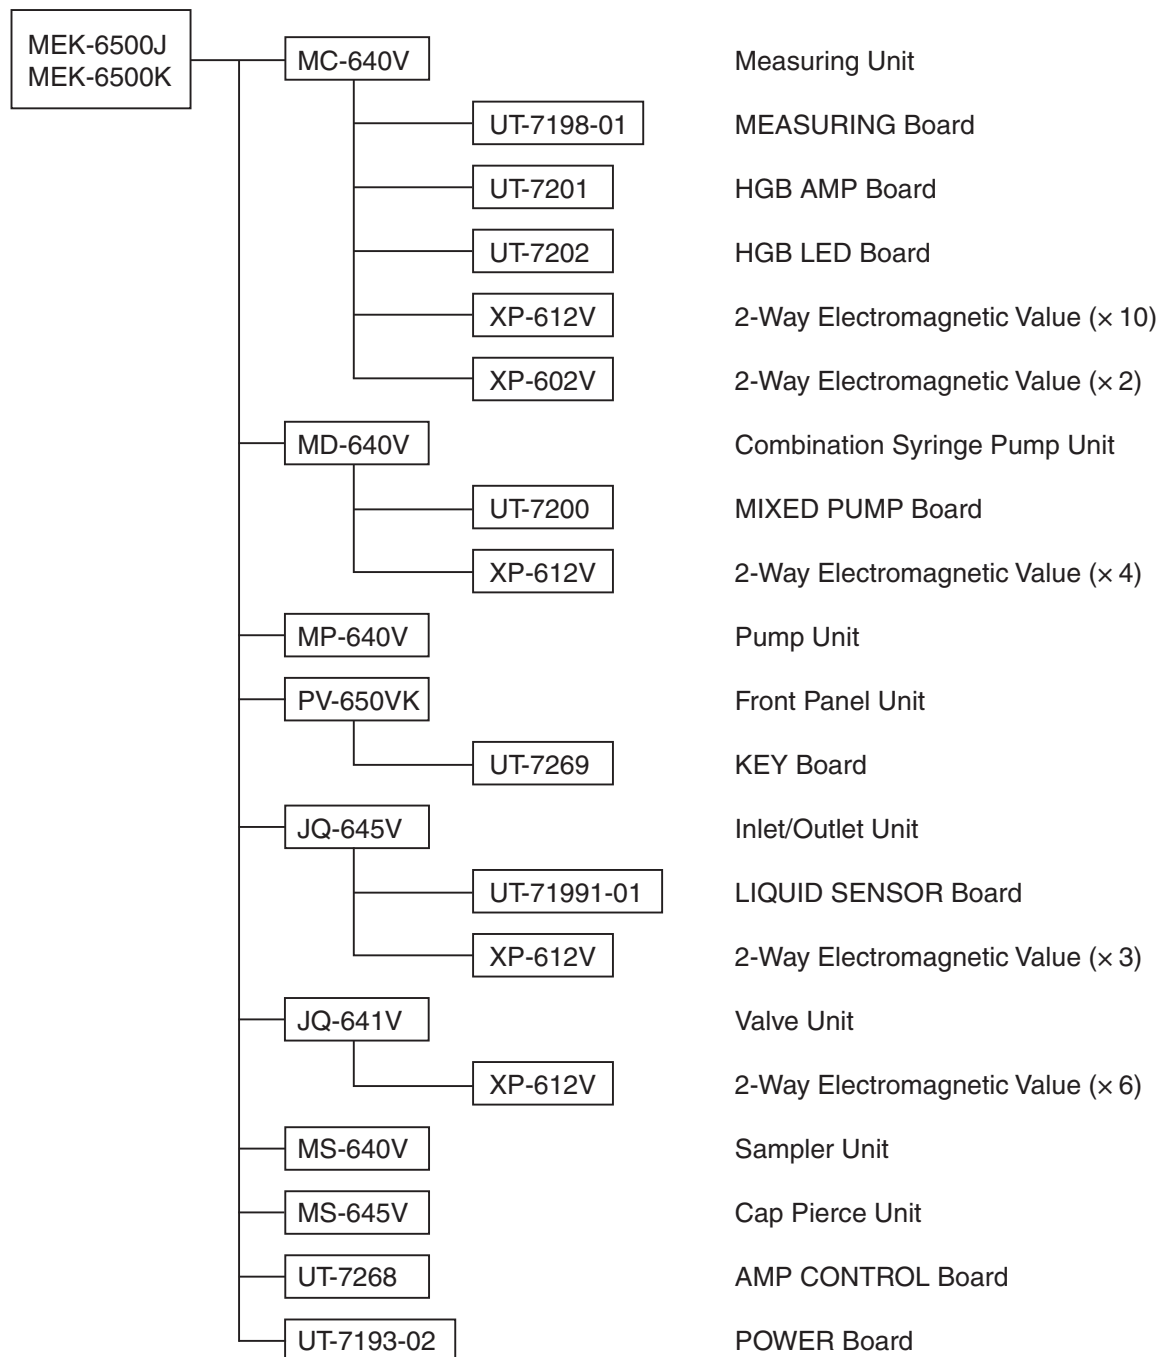 MEK-6500J
MEK-6500K
MC-640V Measuring Unit
UT-7198-01 MEASURING Board
UT-7201 HGB AMP Board
UT-7202 HGB LED Board
XP-612V 2-Way Electromagnetic Value (× 10)
XP-602V 2-Way Electromagnetic Value (× 2)
MD-640V Combination Syringe Pump Unit
UT-7200 MIXED PUMP Board
XP-612V 2-Way Electromagnetic Value (× 4)
MP-640V Pump Unit
PV-650VK Front Panel Unit
UT-7269 KEY Board
JQ-645V Inlet/Outlet Unit
UT-71991-01 LIQUID SENSOR Board
XP-612V 2-Way Electromagnetic Value (× 3)
JQ-641V Valve Unit
XP-612V 2-Way Electromagnetic Value (× 6)
MS-640V Sampler Unit
MS-645V Cap Pierce Unit
UT-7268 AMP CONTROL Board
UT-7193-02 POWER Board